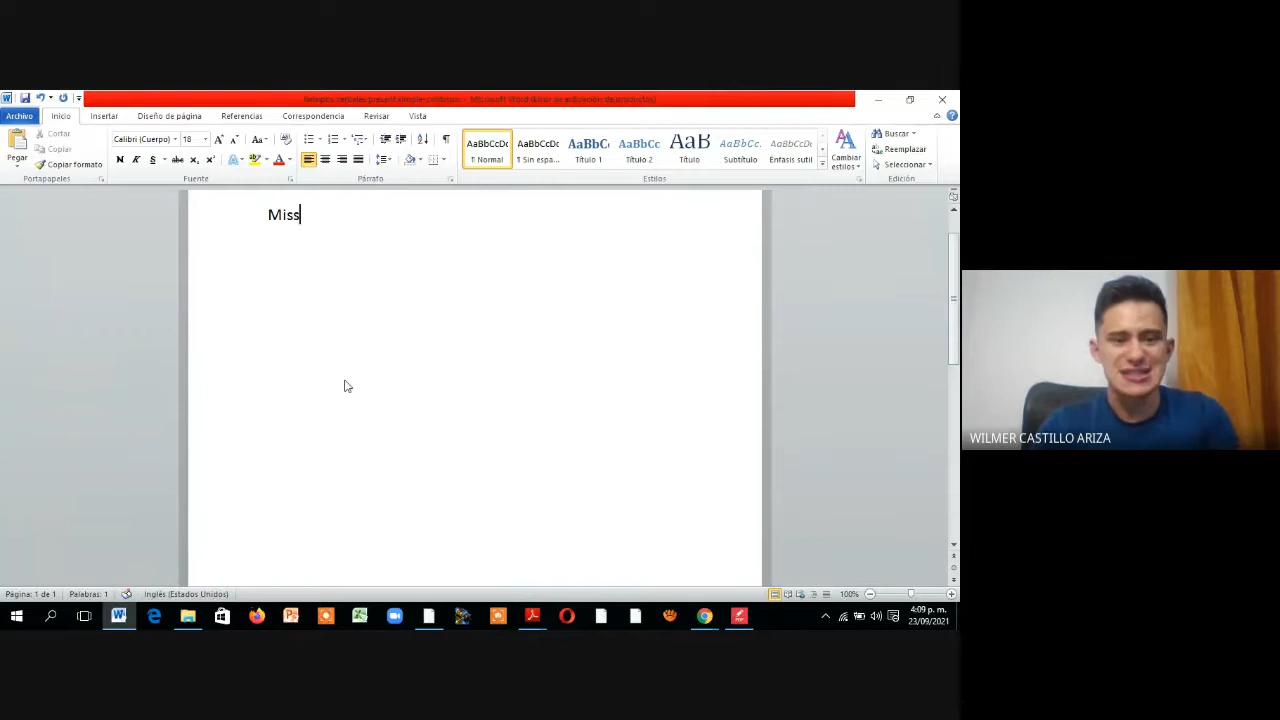 Microsoft Word
Archivo Inicio Insertar Diseño de página Referencias Correspondencia Revisar Vista
Pegar
Cortar
Copiar
Copiar formato
Portapapeles
Calibri (Cuerpo) 18
Fuente
Párrafo
AaBbCcDc AaBbCcDc AaBbC AaBbCc AaB AaBbCc. AaBbCcDc
¶ Normal ¶ Sin espa... Título 1 Título 2 Título Subtítulo Énfasis sutil
Estilos
Cambiar
estilos
Buscar
Reemplazar
Seleccionar
Edición
Miss
WILMER CASTILLO ARIZA
Página: 1 de 1 Palabras: 1 Inglés (Estados Unidos) 100%
4:09 p. m.
23/09/2021